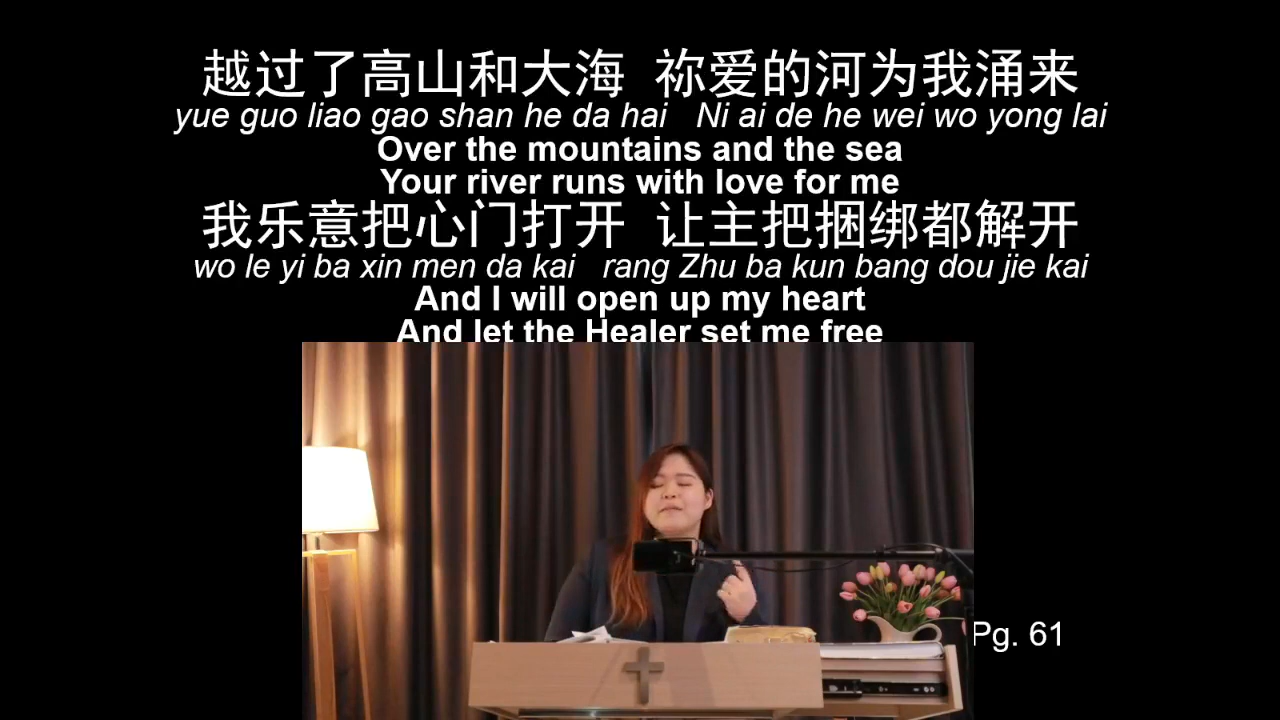 越过了高山和大海 祢爱的河为我涌来
yue guo liao gao shan he da hai Ni ai de he wei wo yong lai
Over the mountains and the sea
Your river runs with love for me
我乐意把心门打开 让主把捆绑都解开
wo le yi ba xin men da kai rang Zhu ba kun bang dou jie kai
And I will open up my heart
And let the Healer set me free
Pg. 61